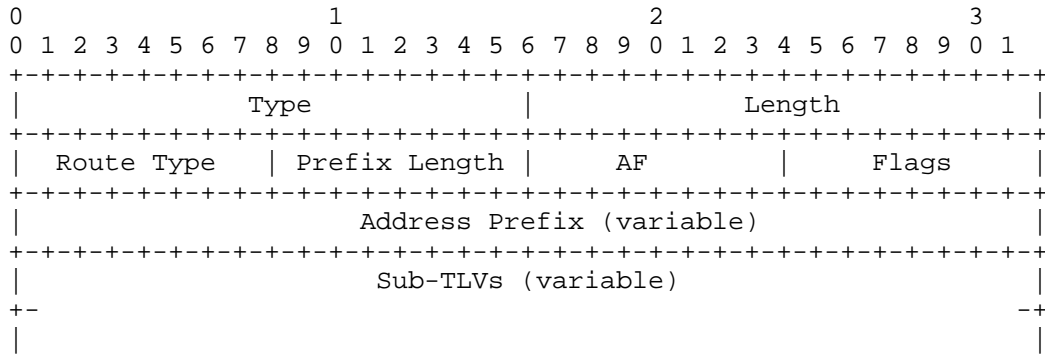 0                   1                   2                   3
0 1 2 3 4 5 6 7 8 9 0 1 2 3 4 5 6 7 8 9 0 1 2 3 4 5 6 7 8 9 0 1
+-+-+-+-+-+-+-+-+-+-+-+-+-+-+-+-+-+-+-+-+-+-+-+-+-+-+-+-+-+-+-+-+
|              Type             |             Length            |
+-+-+-+-+-+-+-+-+-+-+-+-+-+-+-+-+-+-+-+-+-+-+-+-+-+-+-+-+-+-+-+-+
|  Route Type   | Prefix Length |     AF        |     Flags     |
+-+-+-+-+-+-+-+-+-+-+-+-+-+-+-+-+-+-+-+-+-+-+-+-+-+-+-+-+-+-+-+-+
|                     Address Prefix (variable)                 |
+-+-+-+-+-+-+-+-+-+-+-+-+-+-+-+-+-+-+-+-+-+-+-+-+-+-+-+-+-+-+-+-+
|                      Sub-TLVs (variable)                      |
+-                                                             -+
|                                                               |